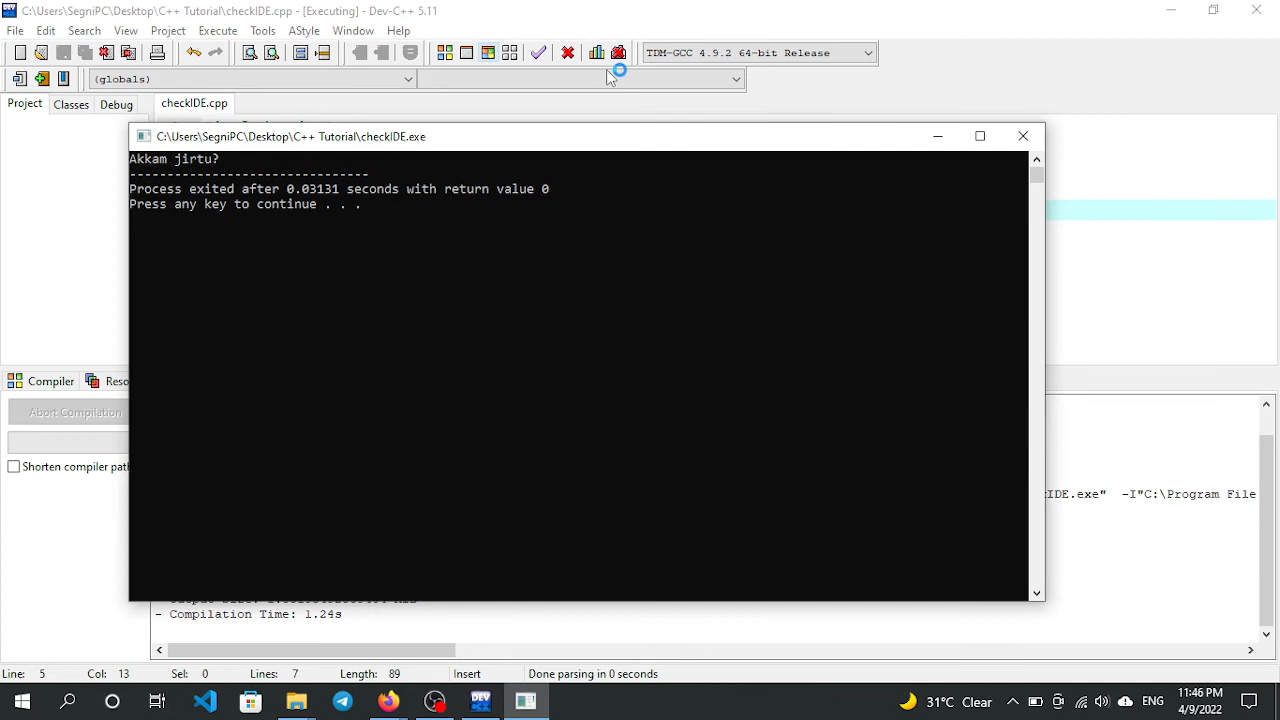 C:\Users\SegniPC\Desktop\C++ Tutorial\checkIDE.cpp - [Executing] - Dev-C++ 5.11
File Edit Search View Project Execute Tools AStyle Window Help
TDM-GCC 4.9.2 64-bit Release
(globals)
Project Classes Debug checkIDE.cpp
C:\Users\SegniPC\Desktop\C++ Tutorial\checkIDE.exe
Akkam jirtu?
--------------------------------
Process exited after 0.03131 seconds with return value 0
Press any key to continue . . .
Compiler Reso
Abort Compilation
Shorten compiler path
IDE.exe" -I"C:\Program File
- Compilation Time: 1.24s
Line: 5 Col: 13 Sel: 0 Lines: 7 Length: 89 Insert Done parsing in 0 seconds
DEV
31°C Clear ENG 11:46 PM
4/9/2022